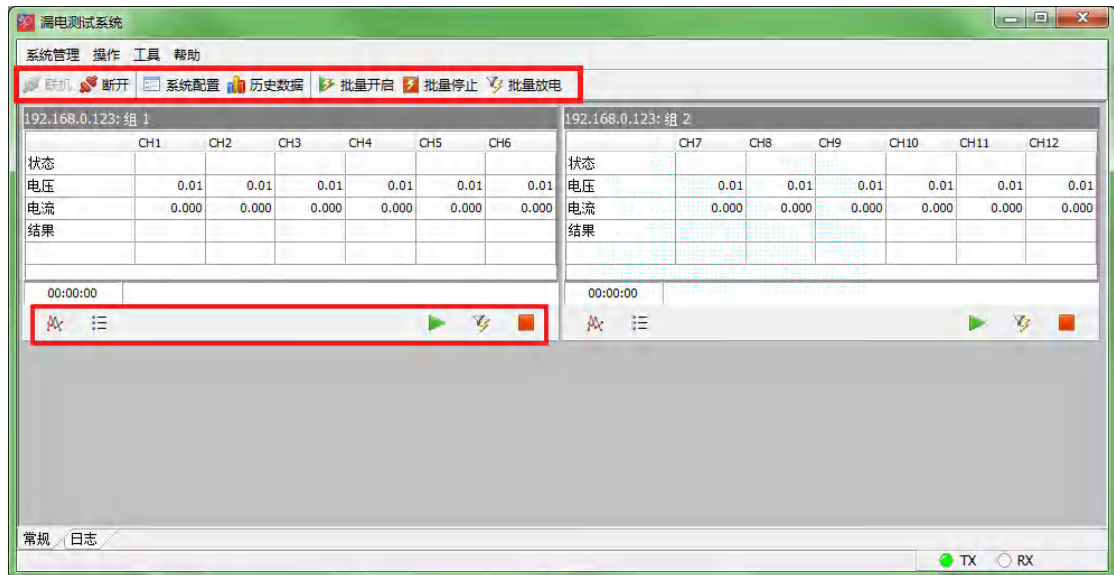 漏电测试系统
系统管理 操作 工具 帮助
联机 断开 系统配置 历史数据 批量开启 批量停止 批量放电
192.168.0.123: 组 1
CH1 CH2 CH3 CH4 CH5 CH6
状态
电压 0.01 0.01 0.01 0.01 0.01 0.01
电流 0.000 0.000 0.000 0.000 0.000 0.000
结果
00:00:00
192.168.0.123: 组 2
CH7 CH8 CH9 CH10 CH11 CH12
状态
电压 0.01 0.01 0.01 0.01 0.01 0.01
电流 0.000 0.000 0.000 0.000 0.000 0.000
结果
00:00:00
常规 日志
TX RX